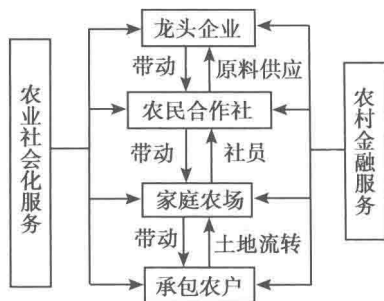 龙头企业
带动
原料供应
农民合作社
带动
社员
家庭农场
带动
土地流转
承包农户
农业社会化服务
农村金融服务